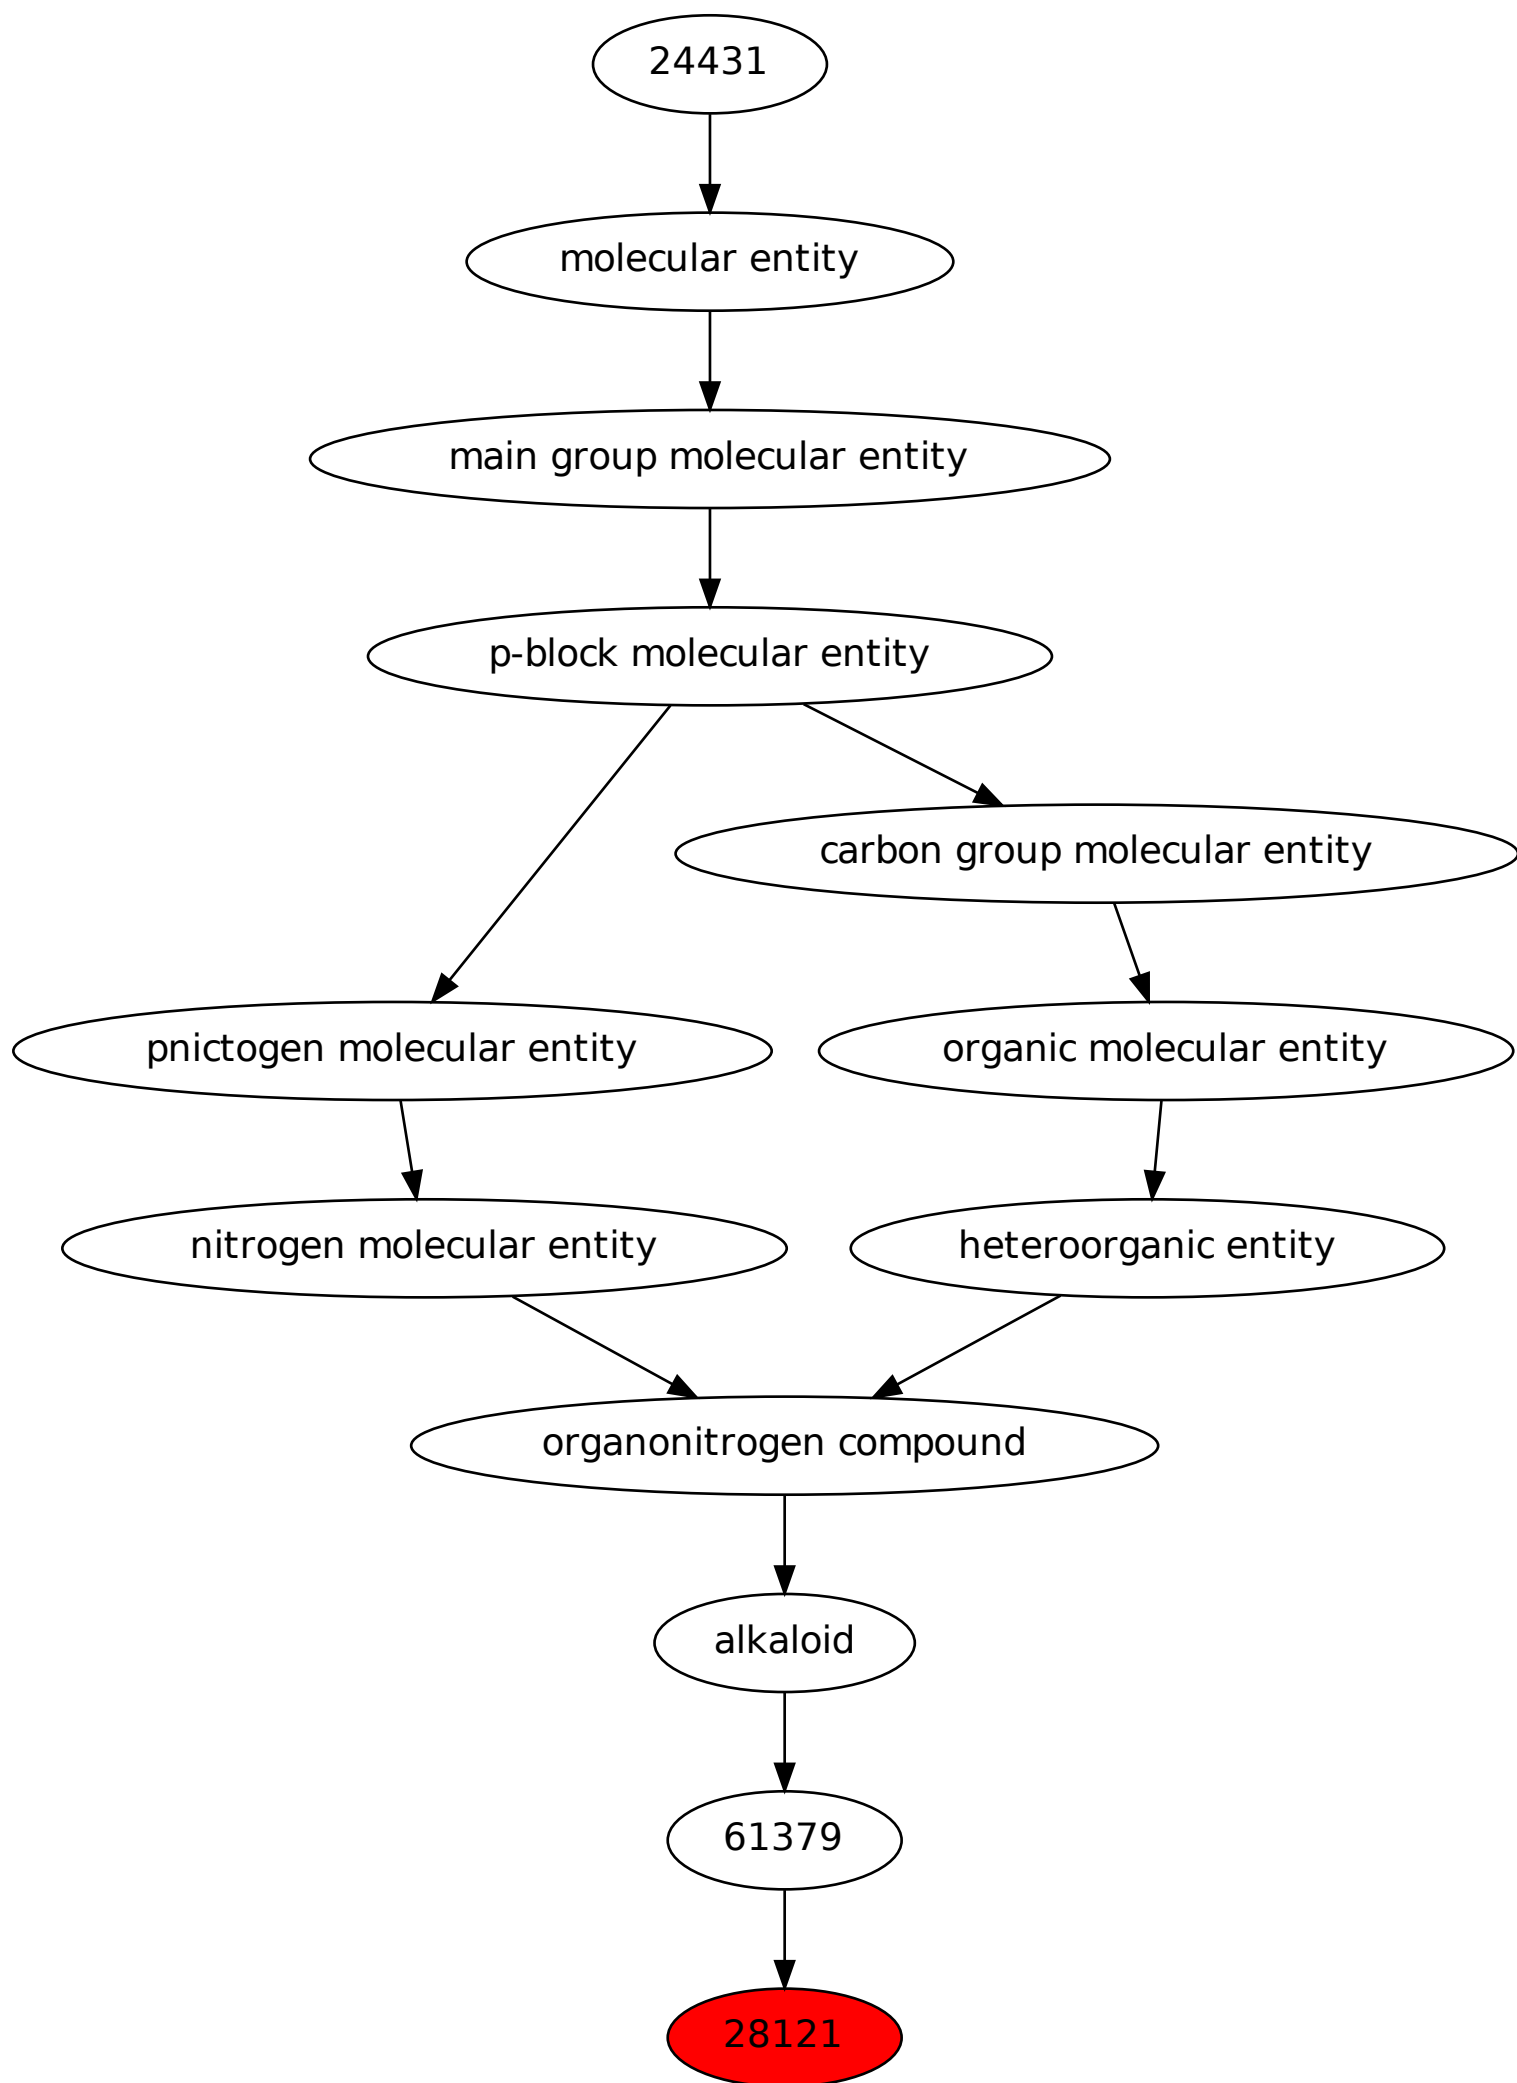 24431
molecular entity
main group molecular entity
p-block molecular entity
carbon group molecular entity
pnictogen molecular entity
organic molecular entity
nitrogen molecular entity
heteroorganic entity
organonitrogen compound
alkaloid
61379
28121